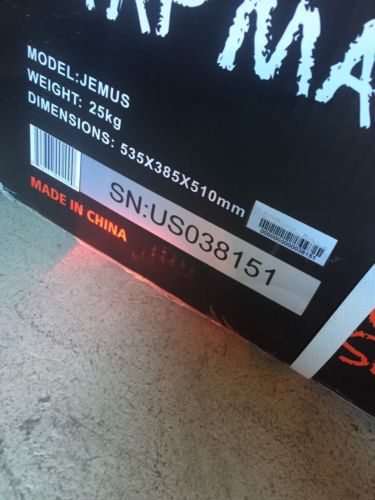 MODEL:JEMUS
WEIGHT: 25kg
DIMENSIONS: 535X385X510mm
SN:US038151
MADE IN CHINA